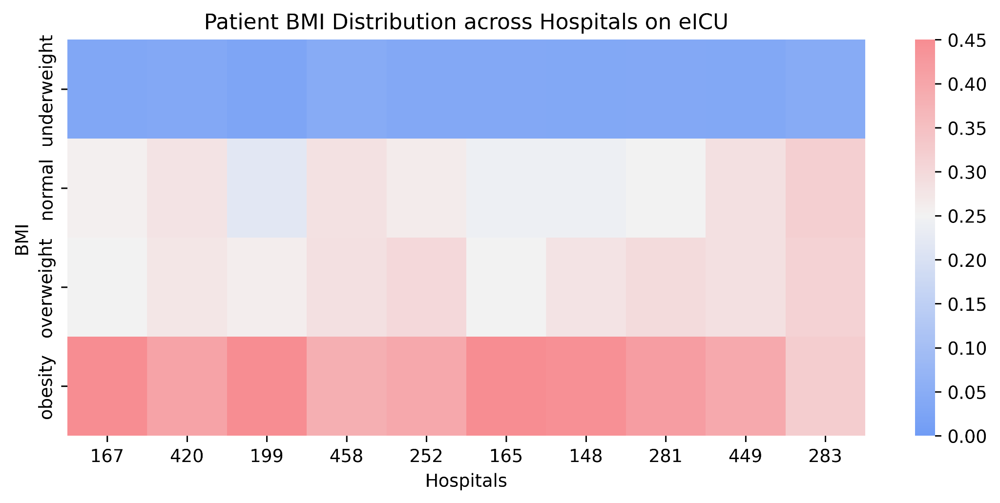 Patient BMI Distribution across Hospitals on eICU
BMI
underweight
normal
overweight
obesity
167 420 199 458 252 165 148 281 449 283
Hospitals
0.45
0.40
0.35
0.30
0.25
0.20
0.15
0.10
0.05
0.00